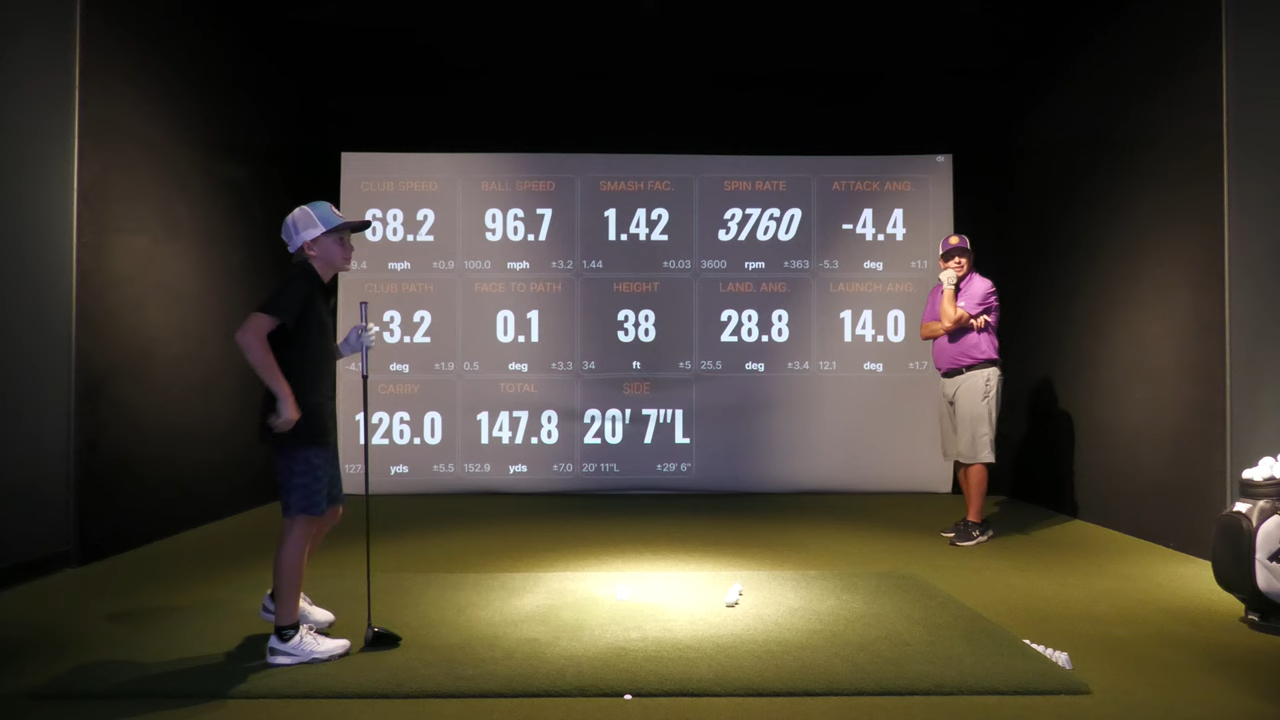 CLUB SPEED BALL SPEED SMASH FAC. SPIN RATE ATTACK ANG.
68.2 96.7 1.42 3760 -4.4
9.4 mph ±0.9 100.0 mph ±3.2 1.44 ±0.03 3600 rpm ±363 -5.3 deg ±1.1
CLUB PATH FACE TO PATH HEIGHT LAND. ANG. LAUNCH ANG.
-3.2 0.1 38 28.8 14.0
-4.1 deg ±1.9 0.5 deg ±3.3 34 ft ±5 25.5 deg ±3.4 12.1 deg ±1.7
CARRY TOTAL SIDE
126.0 147.8 20' 7"L
127. yds ±5.5 152.9 yds ±7.0 20' 11"L ±29' 6"